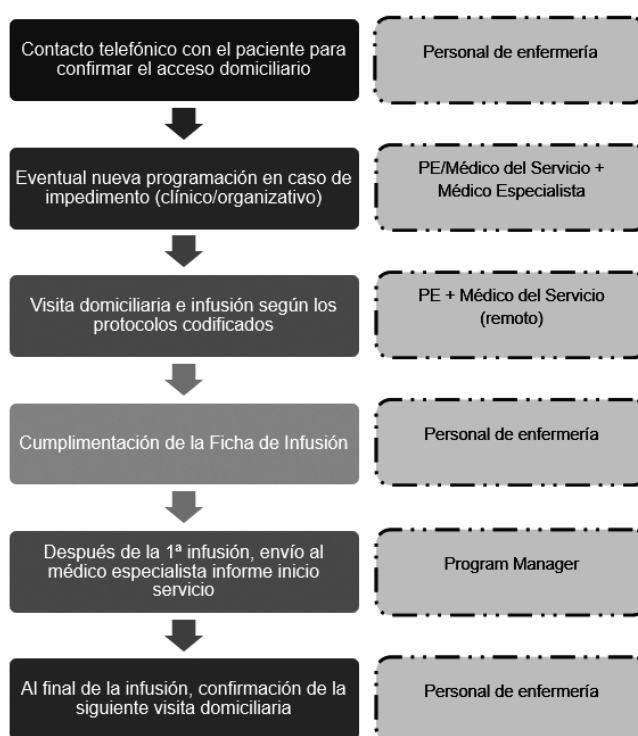 Contacto telefónico con el paciente para
confirmar el acceso domiciliario
Personal de enfermería
Eventual nueva programación en caso de
impedimento (clínico/organizativo)
PE/Médico del Servicio +
Médico Especialista
Visita domiciliaria e infusión según los
protocolos codificados
PE + Médico del Servicio
(remoto)
Cumplimentación de la Ficha de Infusión
Personal de enfermería
Después de la 1ª infusión, envío al
médico especialista informe inicio
servicio
Program Manager
Al final de la infusión, confirmación de la
siguiente visita domiciliaria
Personal de enfermería